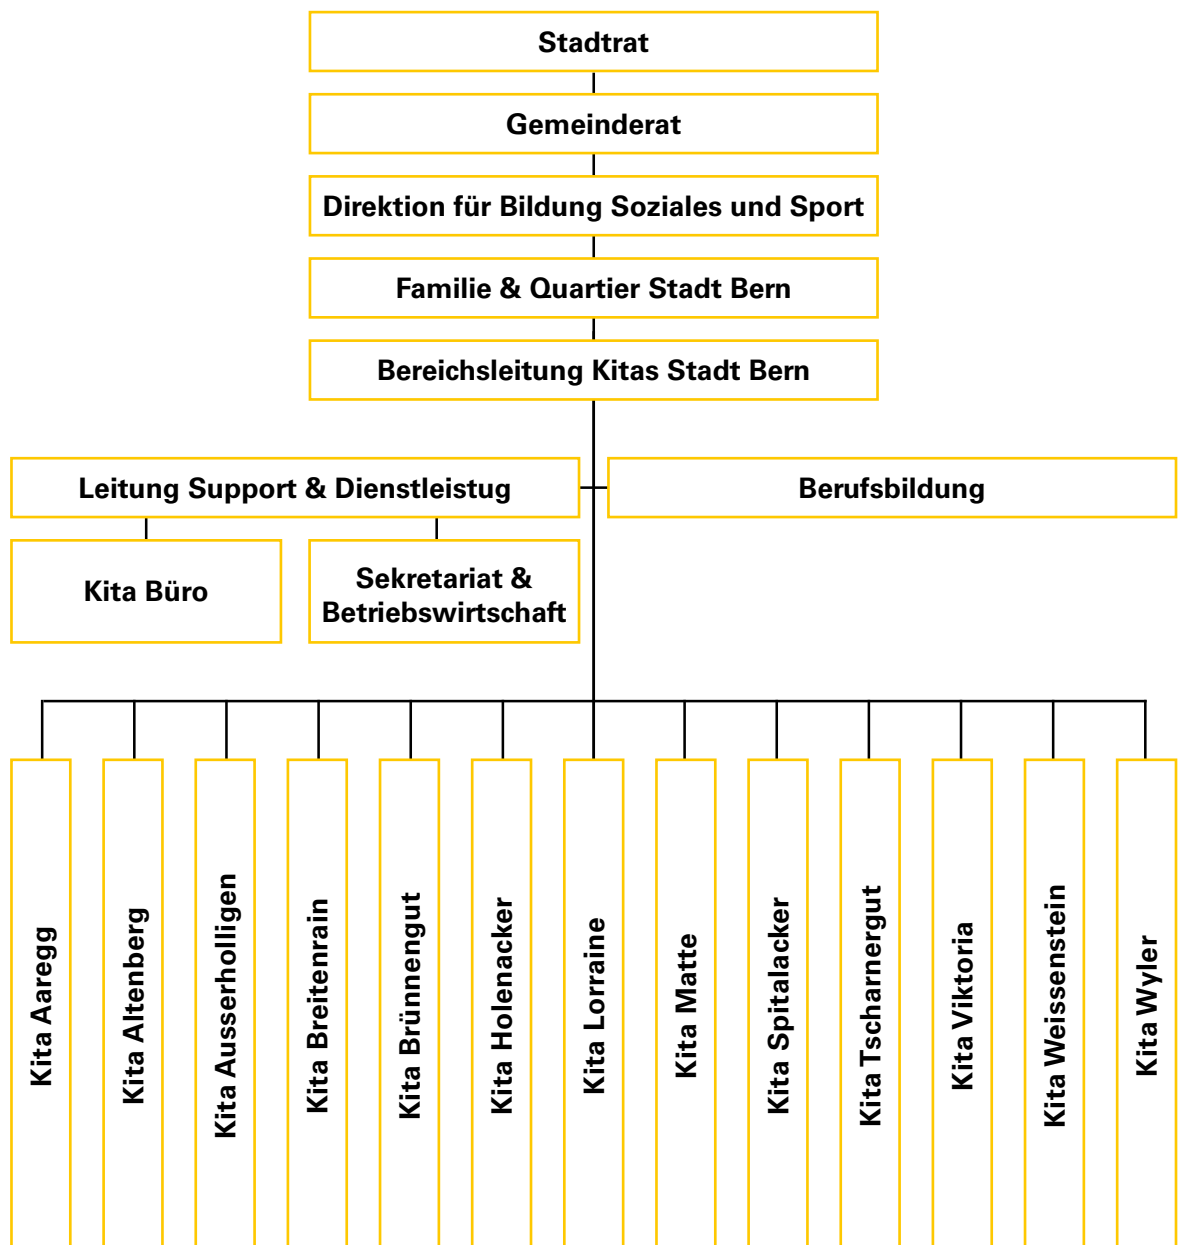 Stadtrat
Gemeinderat
Direktion für Bildung Soziales und Sport
Familie & Quartier Stadt Bern
Bereichsleitung Kitas Stadt Bern
Leitung Support & Dienstleistug
Berufsbildung
Kita Büro
Sekretariat &
Betriebswirtschaft
Kita Aaregg
Kita Altenberg
Kita Ausserholligen
Kita Breitenrain
Kita Brünnengut
Kita Holenacker
Kita Lorraine
Kita Matte
Kita Spitalacker
Kita Tscharnergut
Kita Viktoria
Kita Weissenstein
Kita Wyler